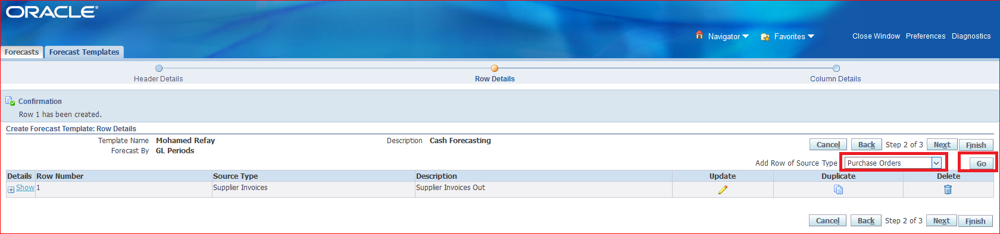 ORACLE
Navigator Favorites Close Window Preferences Diagnostics
Forecasts Forecast Templates
Header Details Row Details Column Details
Confirmation
Row 1 has been created.
Create Forecast Template: Row Details
Template Name Mohamed Refay Description Cash Forecasting
Forecast By GL Periods
Cancel Back Step 2 of 3 Next Finish
Add Row of Source Type Purchase Orders Go
Details Row Number Source Type Description Update Duplicate Delete
Show 1 Supplier Invoices Supplier Invoices Out
Cancel Back Step 2 of 3 Next Finish